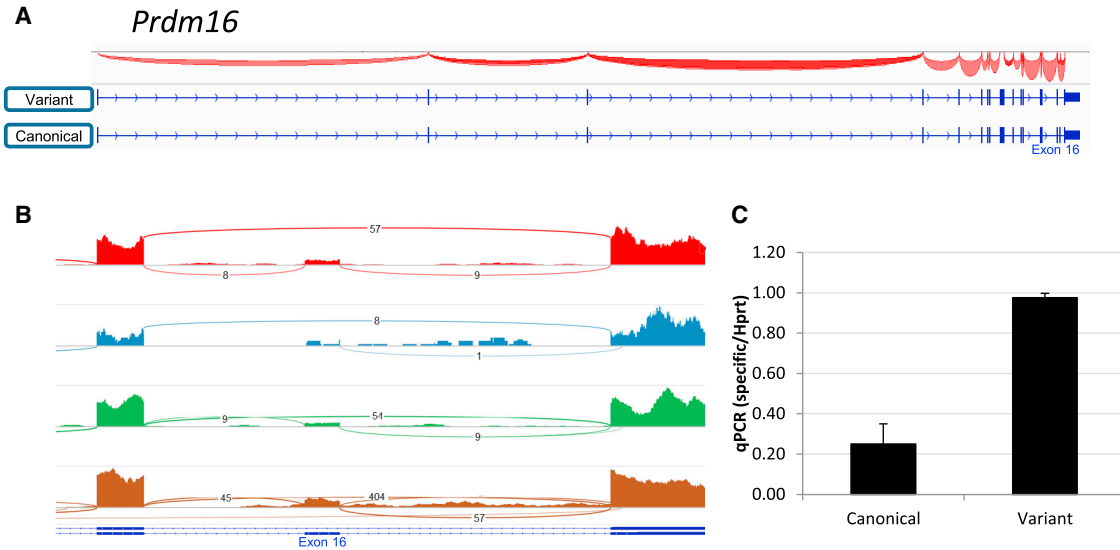 A
Prdm16
Variant
Canonical
Exon 16
B
57
8
9
8
1
9
54
9
45
404
57
Exon 16
C
qPCR (specific/Hprt)
1.20
1.00
0.80
0.60
0.40
0.20
0.00
Canonical
Variant